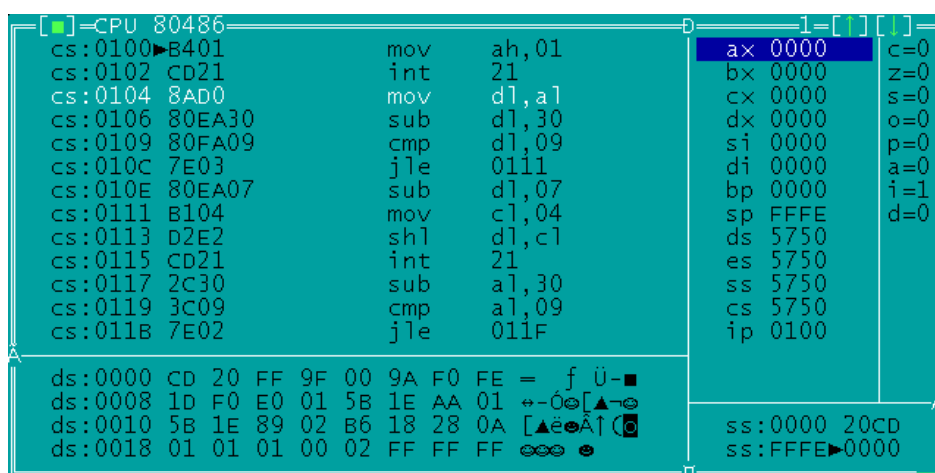 [■]=CPU 80486 1=[↑][↓]
cs:0100►B401 mov ah,01 ax 0000 c=0
cs:0102 CD21 int 21 bx 0000 z=0
cs:0104 8AD0 mov dl,al cx 0000 s=0
cs:0106 80EA30 sub dl,30 dx 0000 o=0
cs:0109 80FA09 cmp dl,09 si 0000 p=0
cs:010C 7E03 jle 0111 di 0000 a=0
cs:010E 80EA07 sub dl,07 bp 0000 i=1
cs:0111 B104 mov cl,04 sp FFFE d=0
cs:0113 D2E2 shl dl,cl ds 5750
cs:0115 CD21 int 21 es 5750
cs:0117 2C30 sub al,30 ss 5750
cs:0119 3C09 cmp al,09 cs 5750
cs:011B 7E02 jle 011F ip 0100
ds:0000 CD 20 FF 9F 00 9A F0 FE = ƒ Ü-■
ds:0008 1D F0 E0 01 5B 1E AA 01 ↔-Ó☺[▲¬☺
ds:0010 5B 1E 89 02 B6 18 28 0A [▲ë☻Â↑(◙ ss:0000 20CD
ds:0018 01 01 01 00 02 FF FF FF ☺☺☺ ☻ ss:FFFE►0000